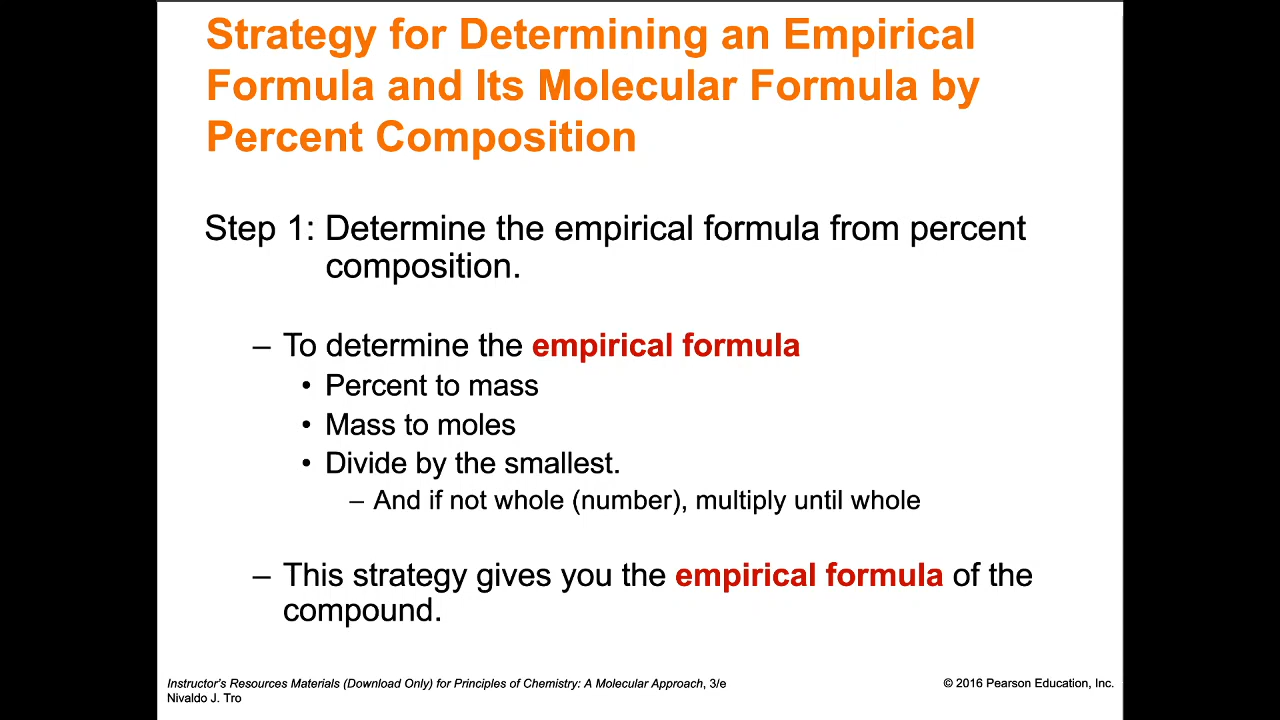 Strategy for Determining an Empirical
Formula and Its Molecular Formula by
Percent Composition
Step 1: Determine the empirical formula from percent
composition.
– To determine the empirical formula
• Percent to mass
• Mass to moles
• Divide by the smallest.
– And if not whole (number), multiply until whole
– This strategy gives you the empirical formula of the
compound.
Instructor's Resources Materials (Download Only) for Principles of Chemistry: A Molecular Approach, 3/e
Nivaldo J. Tro
© 2016 Pearson Education, Inc.